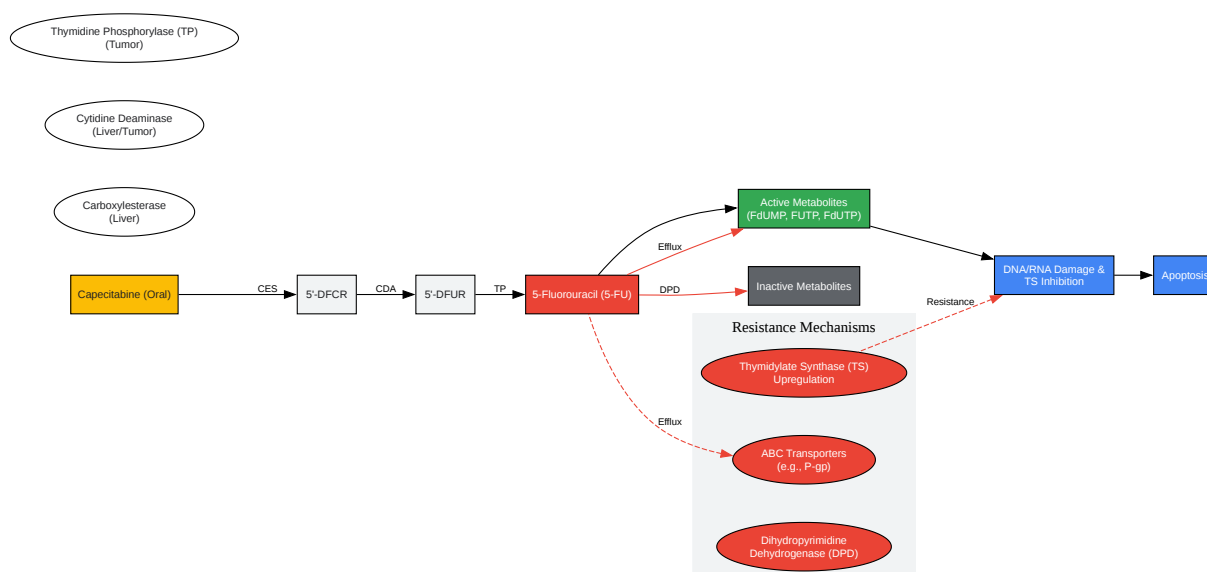 Thymidine Phosphorylase (TP)
(Tumor)
Cytidine Deaminase
(Liver/Tumor)
Carboxylesterase
(Liver)
Capecitabine (Oral)
CES
5'-DFCR
CDA
5'-DFUR
TP
5-Fluorouracil (5-FU)
Efflux
DPD
Efflux
Active Metabolites
(FdUMP, FUTP, FdUTP)
Inactive Metabolites
Resistance Mechanisms
Thymidylate Synthase (TS)
Upregulation
ABC Transporters
(e.g., P-gp)
Dihydropyrimidine
Dehydrogenase (DPD)
Resistance
DNA/RNA Damage &
TS Inhibition
Apoptosis